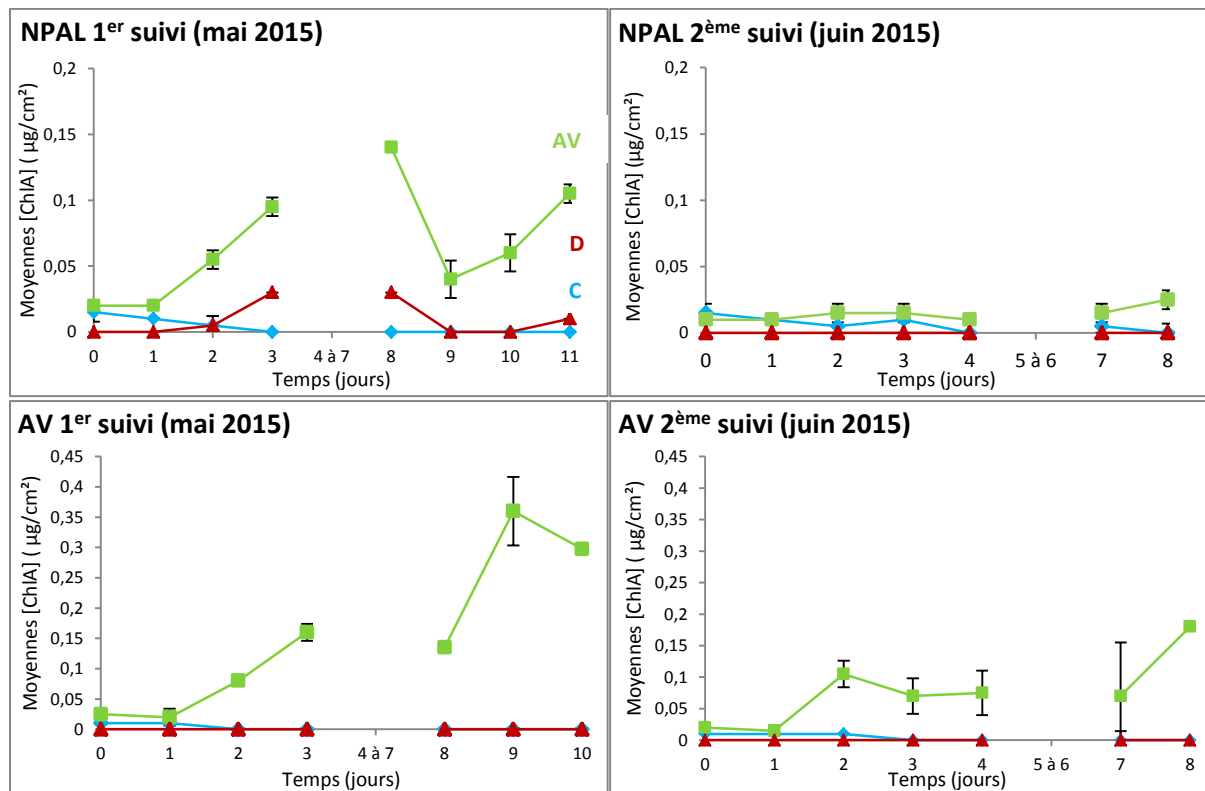 NPAL 1er suivi (mai 2015)
Moyennes [ChlA] ( µg/cm²)
0,2
0,15
0,1
0,05
0
0 1 2 3 4 à 7 8 9 10 11
Temps (jours)
AV
D
C
NPAL 2ème suivi (juin 2015)
Moyennes [ChlA] (µg/cm²)
0,2
0,15
0,1
0,05
0
0 1 2 3 4 5 à 6 7 8
Temps (jours)
AV 1er suivi (mai 2015)
Moyennes [ChlA] ( µg/cm²)
0,45
0,4
0,35
0,3
0,25
0,2
0,15
0,1
0,05
0
0 1 2 3 4 à 7 8 9 10
Temps (jours)
AV 2ème suivi (juin 2015)
Moyennes [ChlA] ( µg/cm²)
0,45
0,4
0,35
0,3
0,25
0,2
0,15
0,1
0,05
0
0 1 2 3 4 5 à 6 7 8
Temps (jours)